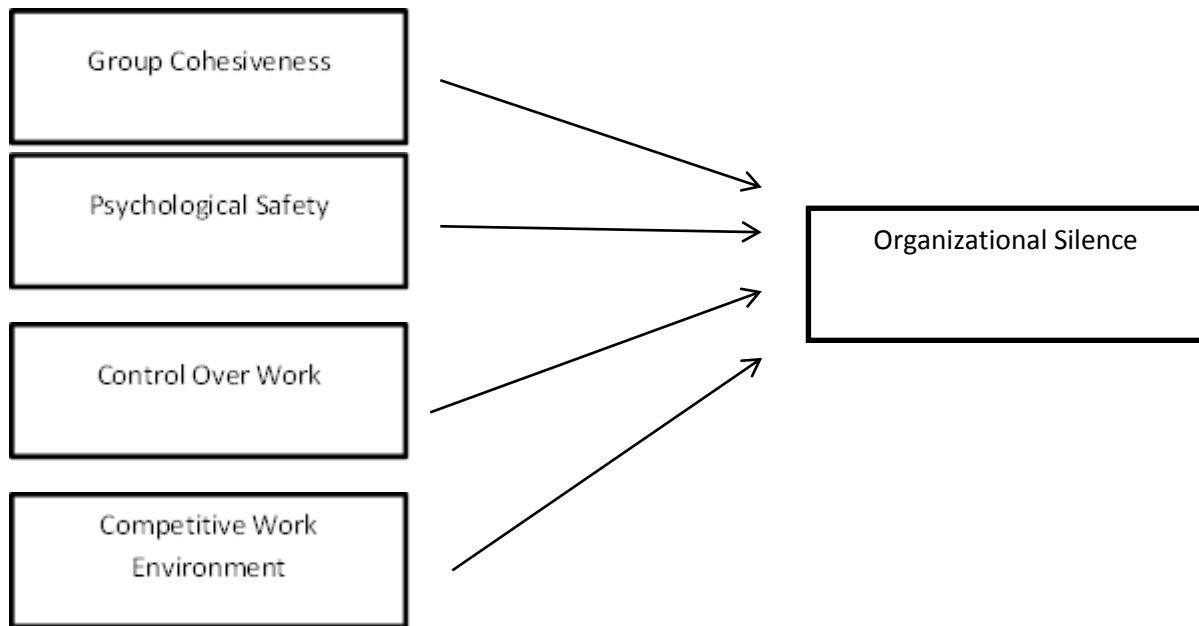 Group Cohesiveness
Psychological Safety
Organizational Silence
Control Over Work
Competitive Work
Environment